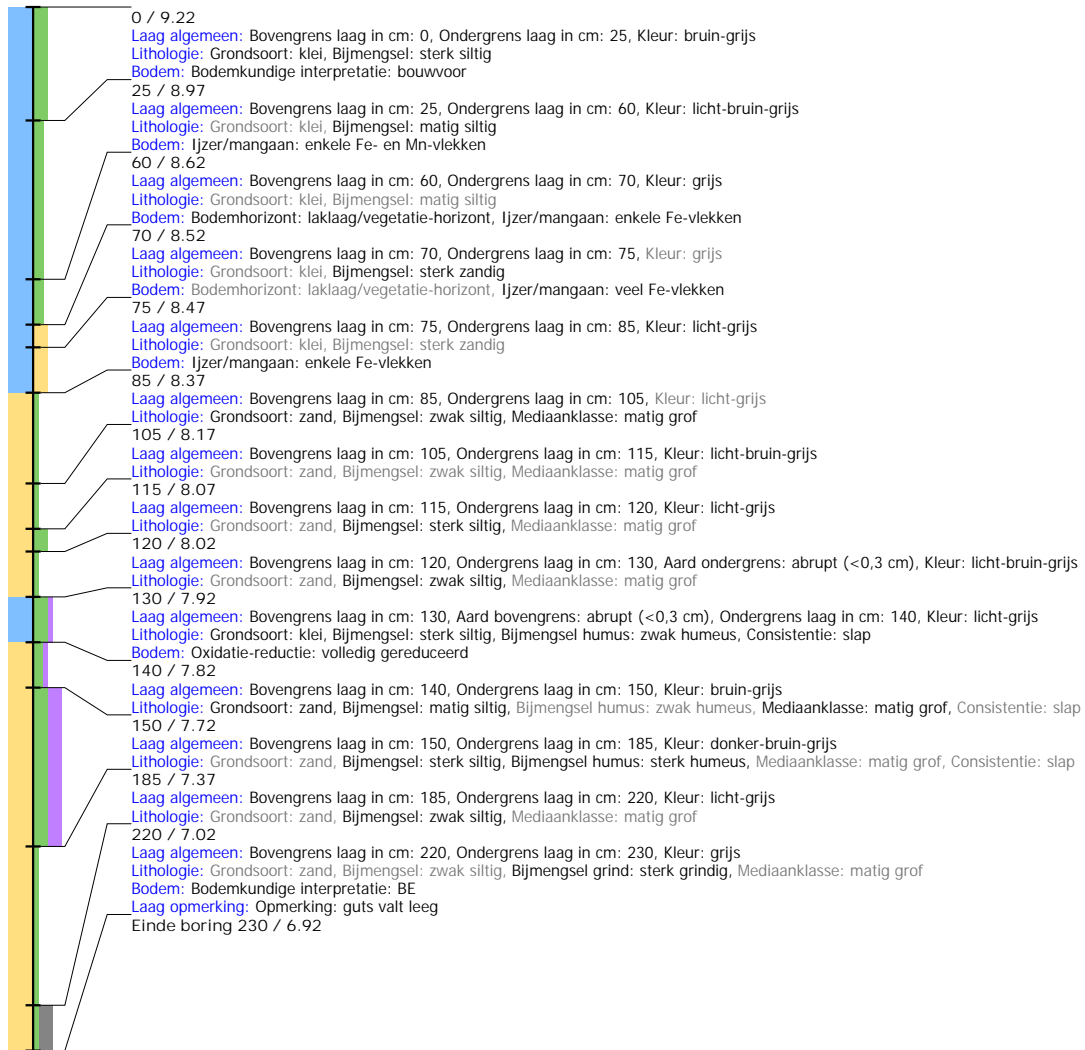 0 / 9.22
Laag algemeen: Bovengrens laag in cm: 0, Ondergrens laag in cm: 25, Kleur: bruin-grijs
Lithologie: Grondsoort: klei, Bijmengsel: sterk siltig
Bodem: Bodemkundige interpretatie: bouwvoor
25 / 8.97
Laag algemeen: Bovengrens laag in cm: 25, Ondergrens laag in cm: 60, Kleur: licht-bruin-grijs
Lithologie: Grondsoort: klei, Bijmengsel: matig siltig
Bodem: Ijzer/mangaan: enkele Fe- en Mn-vlekken
60 / 8.62
Laag algemeen: Bovengrens laag in cm: 60, Ondergrens laag in cm: 70, Kleur: grijs
Lithologie: Grondsoort: klei, Bijmengsel: matig siltig
Bodem: Bodemhorizont: laklaag/vegetatie-horizont, Ijzer/mangaan: enkele Fe-vlekken
70 / 8.52
Laag algemeen: Bovengrens laag in cm: 70, Ondergrens laag in cm: 75, Kleur: grijs
Lithologie: Grondsoort: klei, Bijmengsel: sterk zandig
Bodem: Bodemhorizont: laklaag/vegetatie-horizont, Ijzer/mangaan: veel Fe-vlekken
75 / 8.47
Laag algemeen: Bovengrens laag in cm: 75, Ondergrens laag in cm: 85, Kleur: licht-grijs
Lithologie: Grondsoort: klei, Bijmengsel: sterk zandig
Bodem: Ijzer/mangaan: enkele Fe-vlekken
85 / 8.37
Laag algemeen: Bovengrens laag in cm: 85, Ondergrens laag in cm: 105, Kleur: licht-grijs
Lithologie: Grondsoort: zand, Bijmengsel: zwak siltig, Mediaanklasse: matig grof
105 / 8.17
Laag algemeen: Bovengrens laag in cm: 105, Ondergrens laag in cm: 115, Kleur: licht-bruin-grijs
Lithologie: Grondsoort: zand, Bijmengsel: zwak siltig, Mediaanklasse: matig grof
115 / 8.07
Laag algemeen: Bovengrens laag in cm: 115, Ondergrens laag in cm: 120, Kleur: licht-grijs
Lithologie: Grondsoort: zand, Bijmengsel: sterk siltig, Mediaanklasse: matig grof
120 / 8.02
Laag algemeen: Bovengrens laag in cm: 120, Ondergrens laag in cm: 130, Aard ondergrens: abrupt (<0,3 cm), Kleur: licht-bruin-grijs
Lithologie: Grondsoort: zand, Bijmengsel: zwak siltig, Mediaanklasse: matig grof
130 / 7.92
Laag algemeen: Bovengrens laag in cm: 130, Aard bovengrens: abrupt (<0,3 cm), Ondergrens laag in cm: 140, Kleur: licht-grijs
Lithologie: Grondsoort: klei, Bijmengsel: sterk siltig, Bijmengsel humus: zwak humeus, Consistentie: slap
Bodem: Oxidatie-reductie: volledig gereduceerd
140 / 7.82
Laag algemeen: Bovengrens laag in cm: 140, Ondergrens laag in cm: 150, Kleur: bruin-grijs
Lithologie: Grondsoort: zand, Bijmengsel: matig siltig, Bijmengsel humus: zwak humeus, Mediaanklasse: matig grof, Consistentie: slap
150 / 7.72
Laag algemeen: Bovengrens laag in cm: 150, Ondergrens laag in cm: 185, Kleur: donker-bruin-grijs
Lithologie: Grondsoort: zand, Bijmengsel: sterk siltig, Bijmengsel humus: sterk humeus, Mediaanklasse: matig grof, Consistentie: slap
185 / 7.37
Laag algemeen: Bovengrens laag in cm: 185, Ondergrens laag in cm: 220, Kleur: licht-grijs
Lithologie: Grondsoort: zand, Bijmengsel: zwak siltig, Mediaanklasse: matig grof
220 / 7.02
Laag algemeen: Bovengrens laag in cm: 220, Ondergrens laag in cm: 230, Kleur: grijs
Lithologie: Grondsoort: zand, Bijmengsel: zwak siltig, Bijmengsel grind: sterk grindig, Mediaanklasse: matig grof
Bodem: Bodemkundige interpretatie: BE
Laag opmerking: Opmerking: guts valt leeg
Einde boring 230 / 6.92